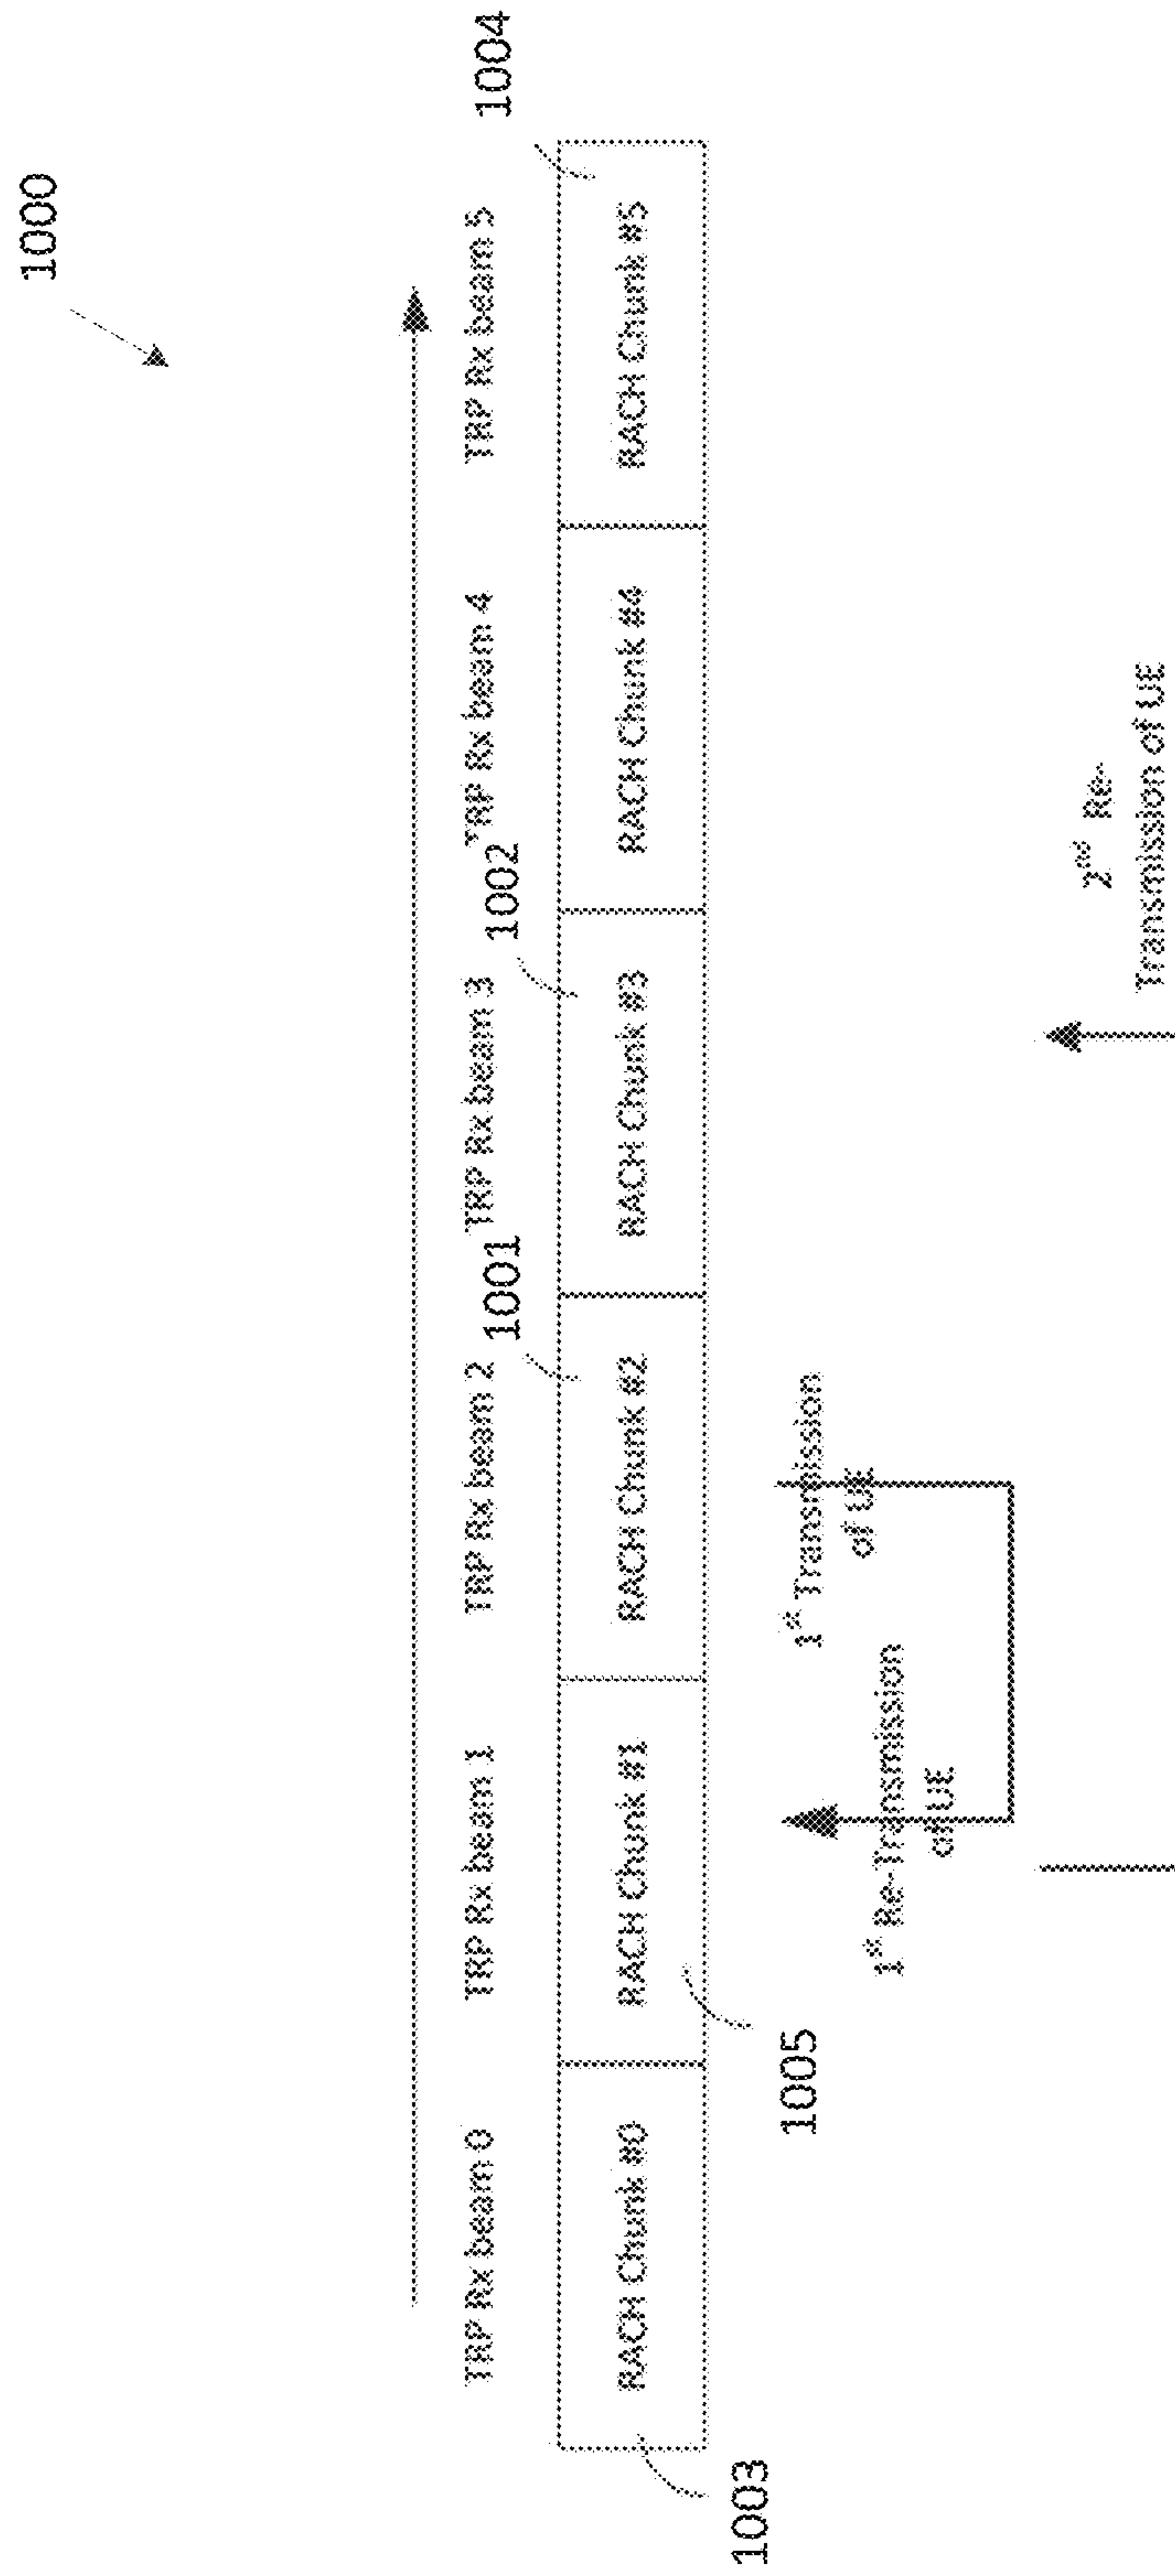 1000
TRP Rx beam 0
TRP Rx beam 1
TRP Rx beam 2
TRP Rx beam 3
TRP Rx beam 4
TRP Rx beam 5
1001
1002
1004
RACH Chunk #0
RACH Chunk #1
RACH Chunk #2
RACH Chunk #3
RACH Chunk #4
RACH Chunk #5
1003
1005
1st Transmission
of UE
1st Re-Transmission
of UE
2nd Re-
Transmission of UE